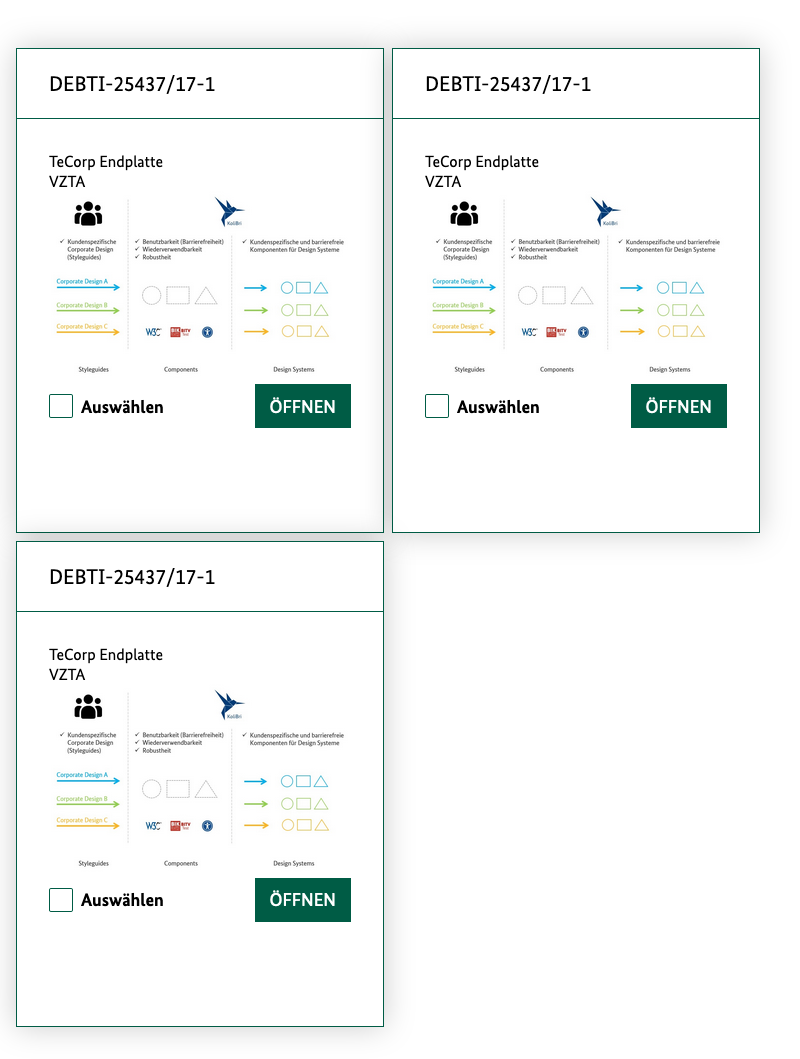 DEBTI-25437/17-1
TeCorp Endplatte
VZTA
KoliBri
✓ Kundenspezifische
Corporate Design
(Styleguides)
✓ Benutzbarkeit (Barrierefreiheit)
✓ Wiederverwendbarkeit
✓ Robustheit
✓ Kundenspezifische und barrierefreie
Komponenten für Design Systeme
Corporate Design A
Corporate Design B
Corporate Design C
W3C
BIK BITV
Test
Styleguides
Components
Design Systems
Auswählen
ÖFFNEN
DEBTI-25437/17-1
TeCorp Endplatte
VZTA
KoliBri
✓ Kundenspezifische
Corporate Design
(Styleguides)
✓ Benutzbarkeit (Barrierefreiheit)
✓ Wiederverwendbarkeit
✓ Robustheit
✓ Kundenspezifische und barrierefreie
Komponenten für Design Systeme
Corporate Design A
Corporate Design B
Corporate Design C
W3C
BIK BITV
Test
Styleguides
Components
Design Systems
Auswählen
ÖFFNEN
DEBTI-25437/17-1
TeCorp Endplatte
VZTA
KoliBri
✓ Kundenspezifische
Corporate Design
(Styleguides)
✓ Benutzbarkeit (Barrierefreiheit)
✓ Wiederverwendbarkeit
✓ Robustheit
✓ Kundenspezifische und barrierefreie
Komponenten für Design Systeme
Corporate Design A
Corporate Design B
Corporate Design C
W3C
BIK BITV
Test
Styleguides
Components
Design Systems
Auswählen
ÖFFNEN